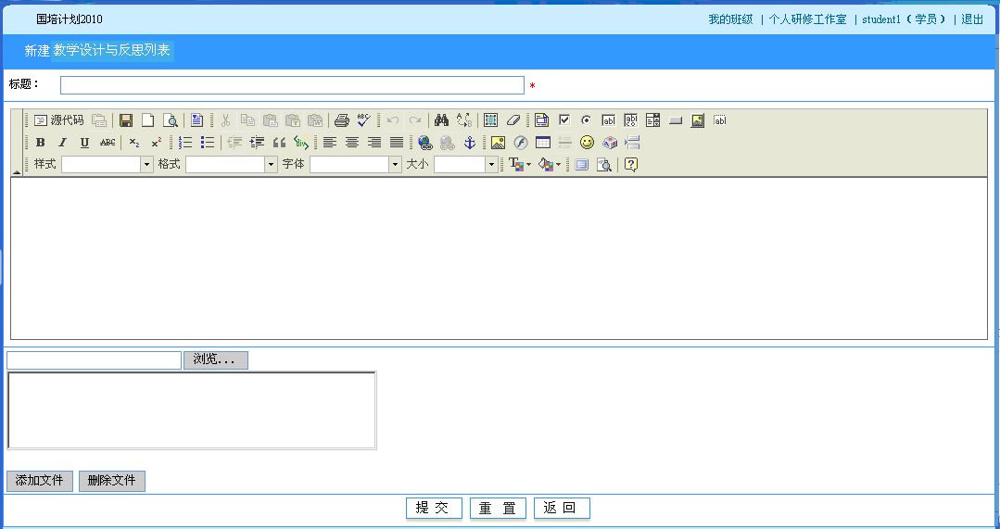 国培计划2010
我的班级 | 个人研修工作室 | student1（学员）| 退出
新建 教学设计与反思列表
标题： *
源代码
B I U ABC
样式 格式 字体 大小
浏览...
添加文件 删除文件
提 交 重 置 返 回